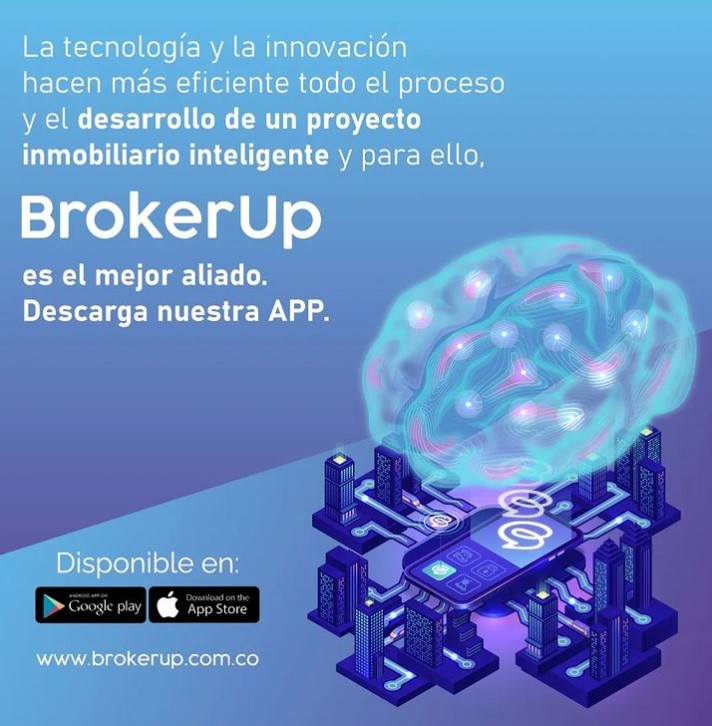 La tecnología y la innovación
hacen más eficiente todo el proceso
y el desarrollo de un proyecto
inmobiliario inteligente y para ello,
BrokerUp
es el mejor aliado.
Descarga nuestra APP.
Disponible en:
ANDROID APP ON
Google play
Download on the
App Store
www.brokerup.com.co